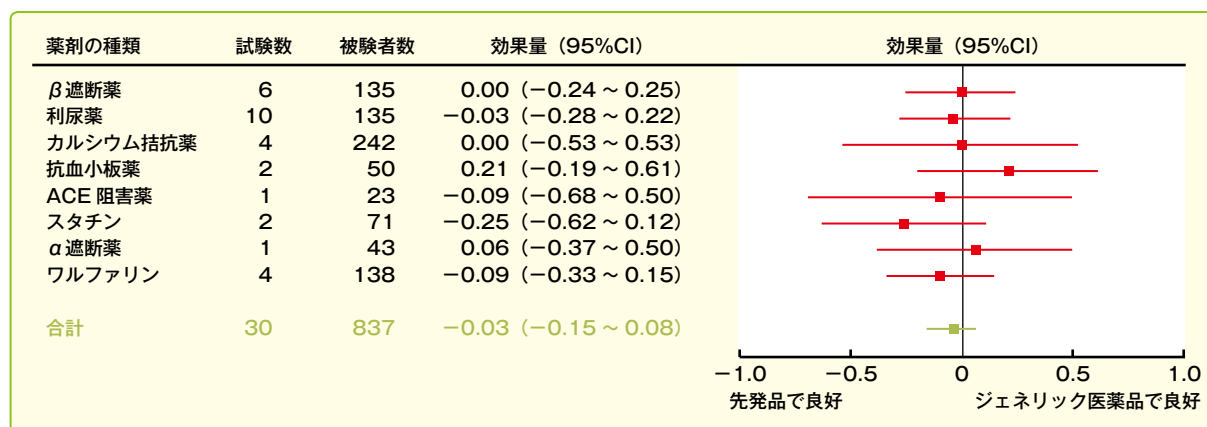 薬剤の種類 試験数 被験者数 効果量（95%CI） 効果量（95%CI）
β遮断薬 6 135 0.00（−0.24 ~ 0.25）
利尿薬 10 135 −0.03（−0.28 ~ 0.22）
カルシウム拮抗薬 4 242 0.00（−0.53 ~ 0.53）
抗血小板薬 2 50 0.21（−0.19 ~ 0.61）
ACE 阻害薬 1 23 −0.09（−0.68 ~ 0.50）
スタチン 2 71 −0.25（−0.62 ~ 0.12）
α遮断薬 1 43 0.06（−0.37 ~ 0.50）
ワルファリン 4 138 −0.09（−0.33 ~ 0.15）
合計 30 837 −0.03（−0.15 ~ 0.08）
−1.0 −0.5 0 0.5 1.0
先発品で良好 ジェネリック医薬品で良好